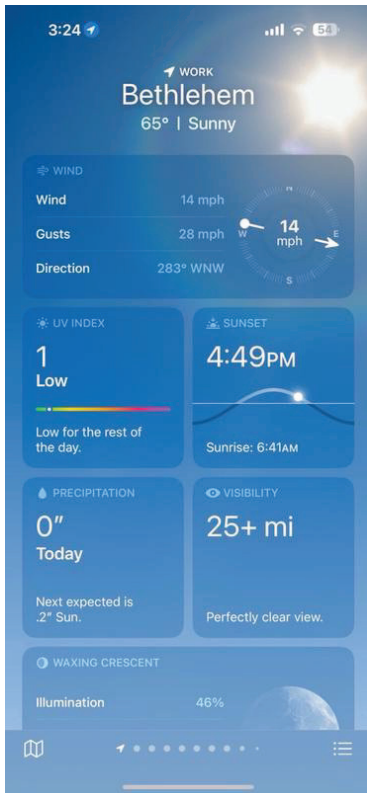 3:24
54
WORK
Bethlehem
65° | Sunny
WIND
Wind 14 mph
Gusts 28 mph
Direction 283° WNW
N
W
E
S
14
mph
UV INDEX
1
Low
Low for the rest of
the day.
SUNSET
4:49PM
Sunrise: 6:41AM
PRECIPITATION
0”
Today
Next expected is
.2” Sun.
VISIBILITY
25+ mi
Perfectly clear view.
WAXING CRESCENT
Illumination 46%